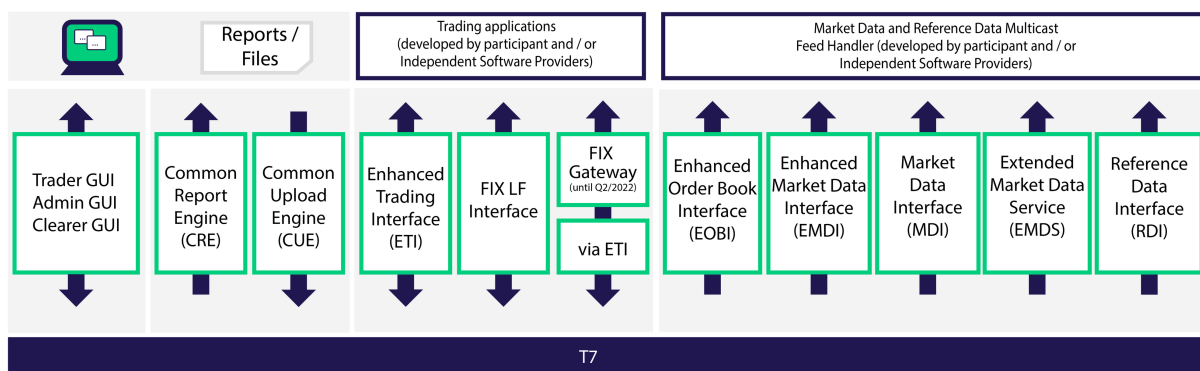 ...
...
Reports /
Files
Trading applications
(developed by participant and / or
Independent Software Providers)
Market Data and Reference Data Multicast
Feed Handler (developed by participant and / or
Independent Software Providers)
Trader GUI
Admin GUI
Clearer GUI
Common
Report
Engine
(CRE)
Common
Upload
Engine
(CUE)
Enhanced
Trading
Interface
(ETI)
FIX LF
Interface
FIX
Gateway
(until Q2/2022)
via ETI
Enhanced
Order Book
Interface
(EOBI)
Enhanced
Market Data
Interface
(EMDI)
Market
Data
Interface
(MDI)
Extended
Market Data
Service
(EMDS)
Reference
Data
Interface
(RDI)
T7